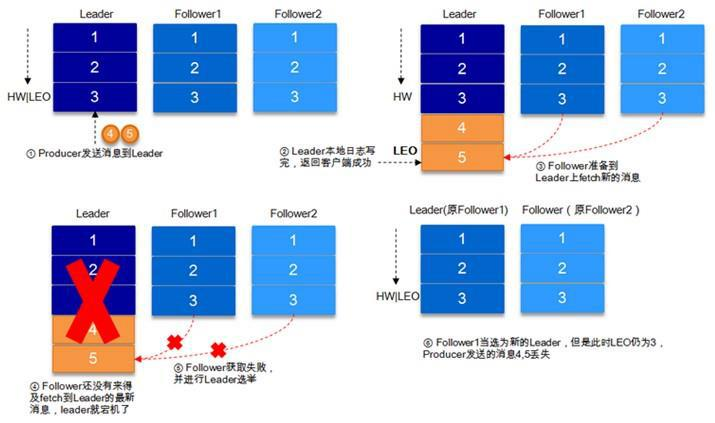 Leader Follower1 Follower2
1 1 1
2 2 2
HW|LEO 3 3 3
4 5
① Producer发送消息到Leader
Leader Follower1 Follower2
1 1 1
2 2 2
HW 3 3 3
4
② Leader本地日志写
完，返回客户端成功
LEO 5
③ Follower准备到
Leader上fetch新的消息
Leader Follower1 Follower2
1 1 1
2 2 2
3 3
4
5
④ Follower还没有来得
及fetch到Leader的最新
消息，leader就宕机了
⑤ Follower获取失败，
并进行Leader选举
Leader(原Follower1) Follower（原Follower2）
1 1
2 2
HW|LEO 3 3
⑥ Follower1当选为新的Leader，但是此时LEO仍为3，
Producer发送的消息4,5丢失